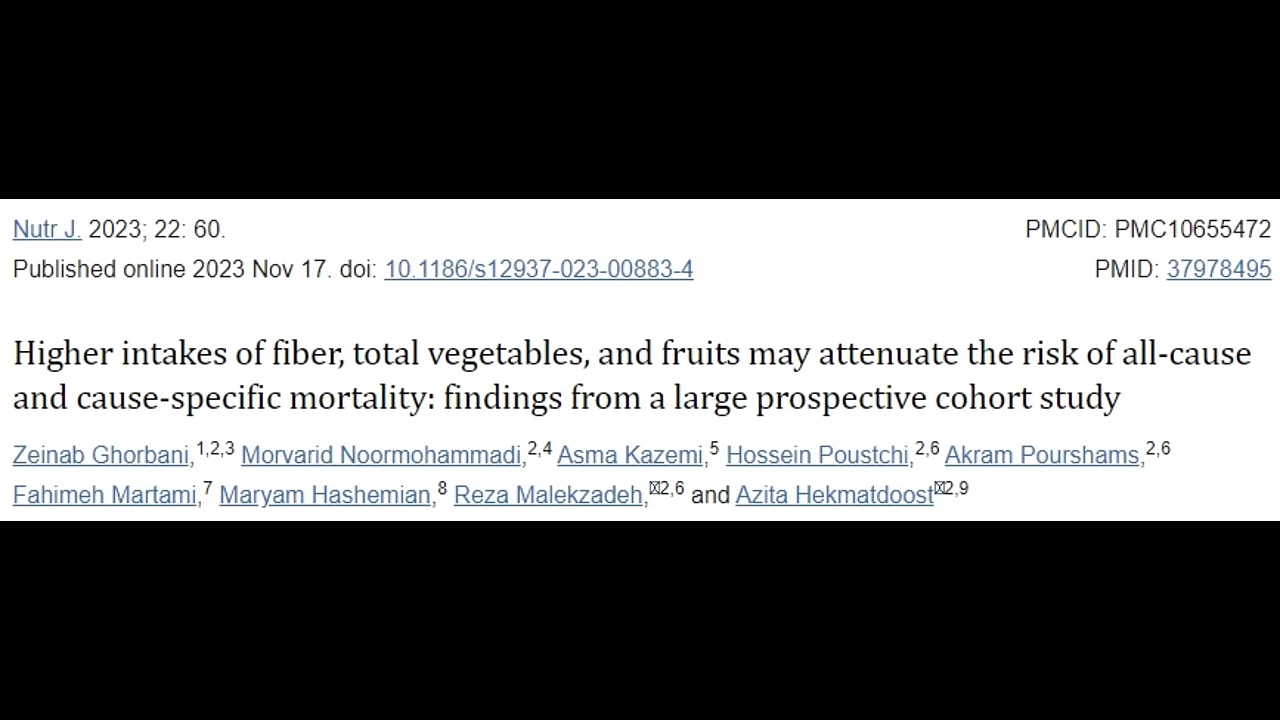 Nutr J. 2023; 22: 60.
PMCID: PMC10655472
Published online 2023 Nov 17. doi: 10.1186/s12937-023-00883-4
PMID: 37978495
Higher intakes of fiber, total vegetables, and fruits may attenuate the risk of all-cause
and cause-specific mortality: findings from a large prospective cohort study
Zeinab Ghorbani,1,2,3 Morvarid Noormohammadi,2,4 Asma Kazemi,5 Hossein Poustchi,2,6 Akram Pourshams,2,6
Fahimeh Martami,7 Maryam Hashemian,8 Reza Malekzadeh,2,6 and Azita Hekmatdoost2,9